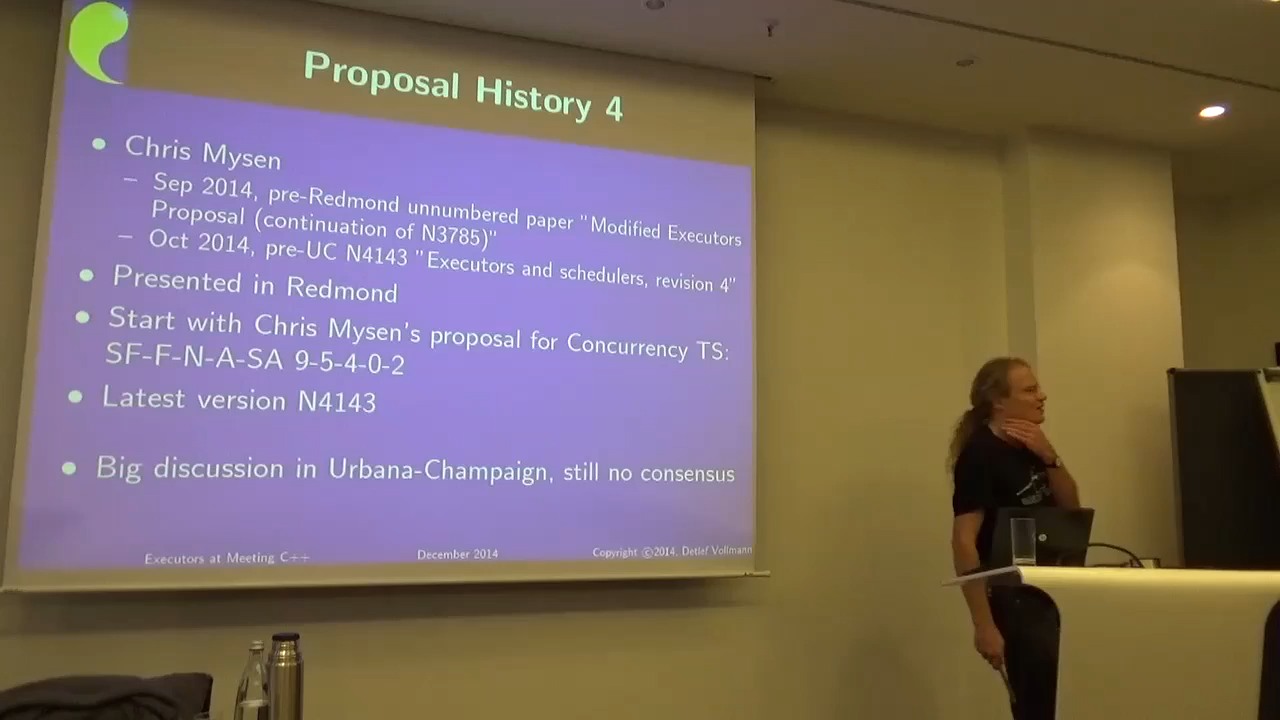 Proposal History 4
• Chris Mysen
– Sep 2014, pre-Redmond unnumbered paper "Modified Executors
Proposal (continuation of N3785)"
– Oct 2014, pre-UC N4143 "Executors and schedulers, revision 4"
• Presented in Redmond
• Start with Chris Mysen's proposal for Concurrency TS:
SF-F-N-A-SA 9-5-4-0-2
• Latest version N4143
• Big discussion in Urbana-Champaign, still no consensus
Executors at Meeting C++ December 2014 Copyright ©2014, Detlef Vollmann